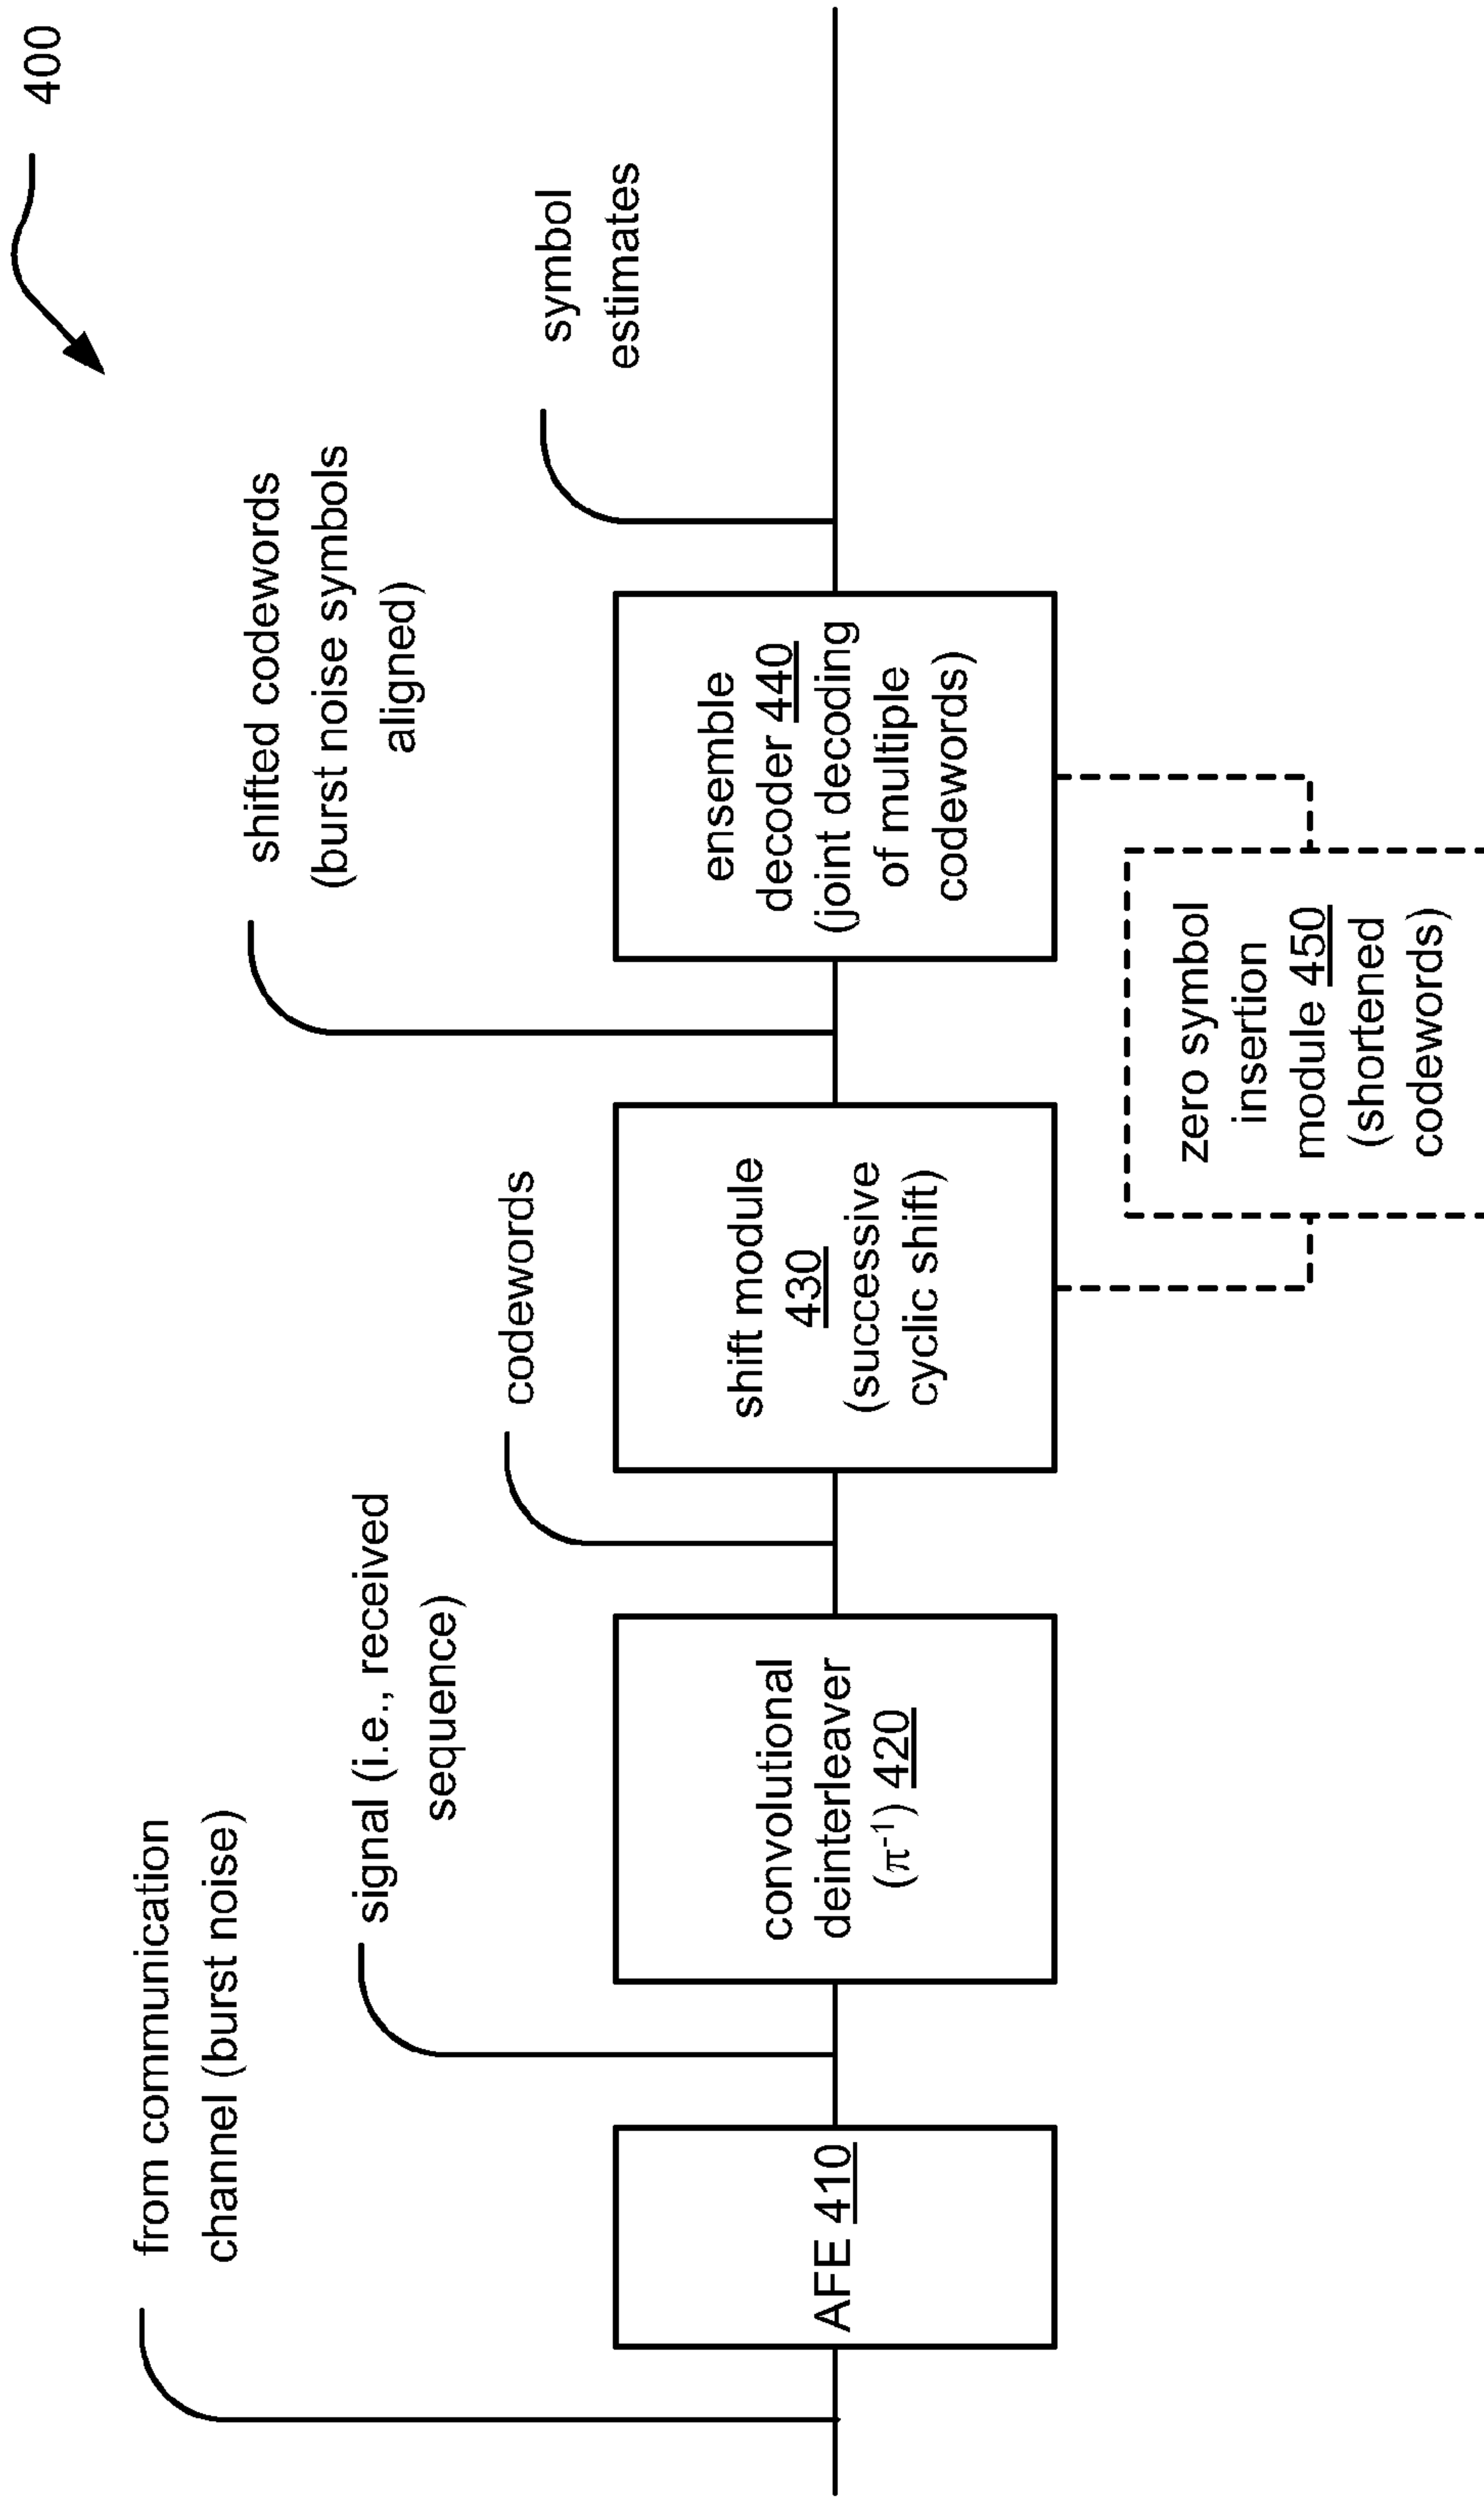 400
from communication
channel (burst noise)
signal (i.e., received
sequence)
codewords
shifted codewords
(burst noise symbols
aligned)
symbol
estimates
AFE 410
convolutional
deinterleaver
(π⁻¹) 420
shift module
430
(successive
cyclic shift)
ensemble
decoder 440
(joint decoding
of multiple
codewords)
zero symbol
insertion
module 450
(shortened
codewords)